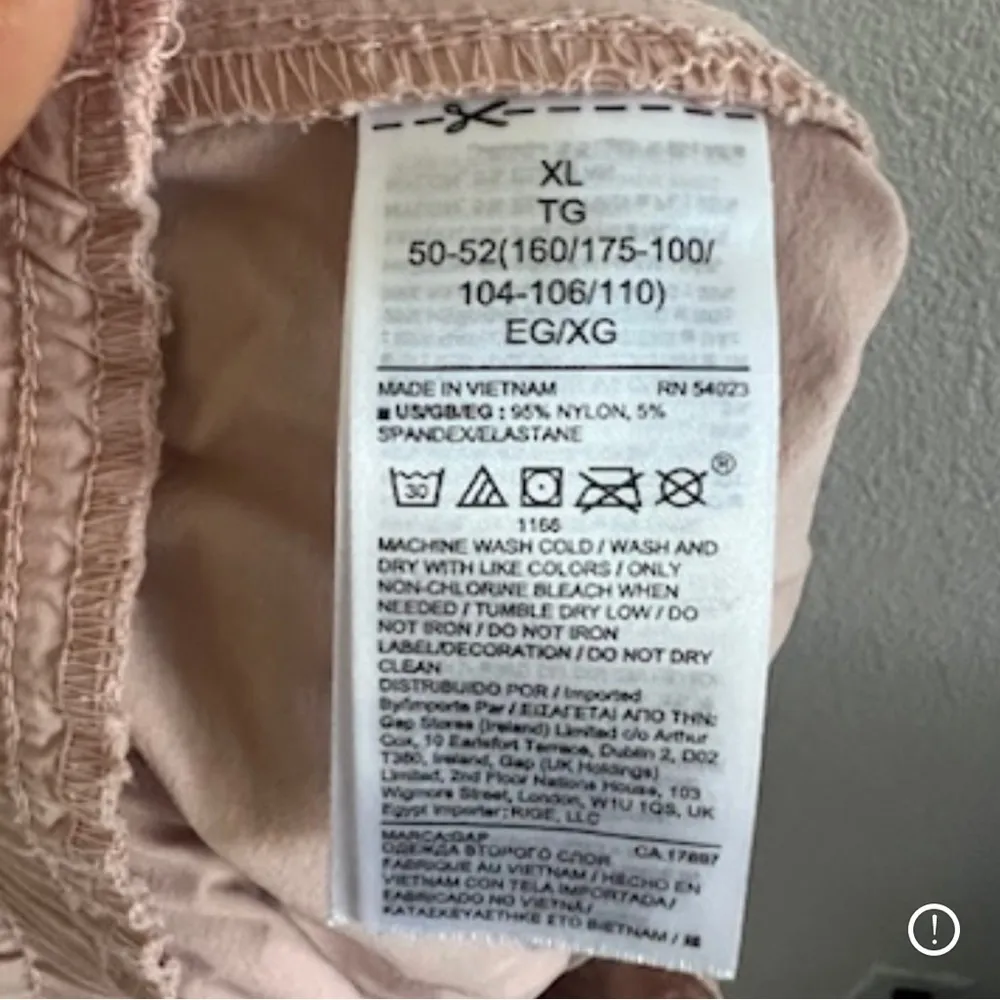 XL
TG
50-52(160/175-100/
104-106/110)
EG/XG
MADE IN VIETNAM RN 54023
US/GB/EG : 95% NYLON, 5%
SPANDEX/ELASTANE
30
®
1166
MACHINE WASH COLD / WASH AND
DRY WITH LIKE COLORS / ONLY
NON-CHLORINE BLEACH WHEN
NEEDED / TUMBLE DRY LOW / DO
NOT IRON / DO NOT IRON
LABEL/DECORATION / DO NOT DRY
CLEAN
DISTRIBUIDO POR / Imported
By/Importe Par / ΕΙΣΑΓΕΤΑΙ ΑΠΟ ΤΗΝ:
Gap Stores (Ireland) Limited c/o Arthur
Cox, 10 Earlsfort Terrace, Dublin 2, D02
T380, Ireland, Gap (UK Holdings)
Limited, 2nd Floor Nations House, 103
Wigmore Street, London, W1U 1QS, UK
Egypt Importer: RIGE, LLC
MARCA:GAP
ОДЕЖДА ВТОРОГО СЛОЯ CA 17897
FABRIQUE AU VIETNAM / HECHO EN
VIETNAM CON TELA IMPORTADA/
FABRICADO NO VIETNÃ/
ΚΑΤΑΣΚΕΥΑΣΤΗΚΕ ΣΤΟ ΒΙΕΤΝΑΜ /